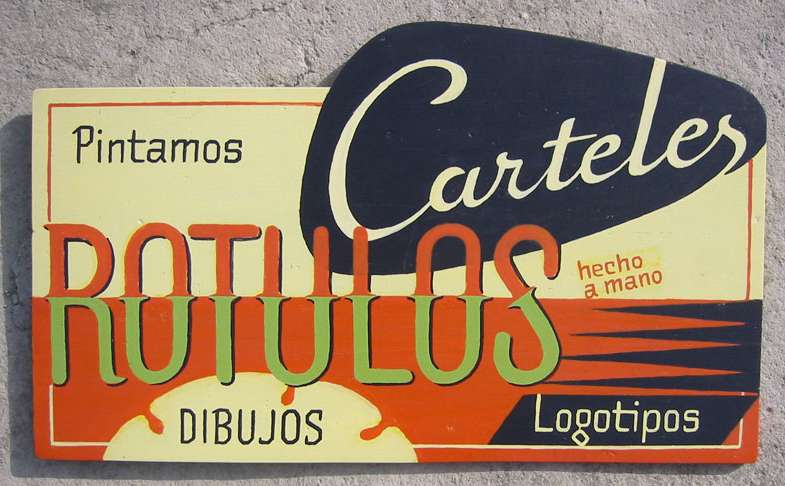 Pintamos
Carteles
ROTULOS
hecho
a mano
DIBUJOS
Logotipos